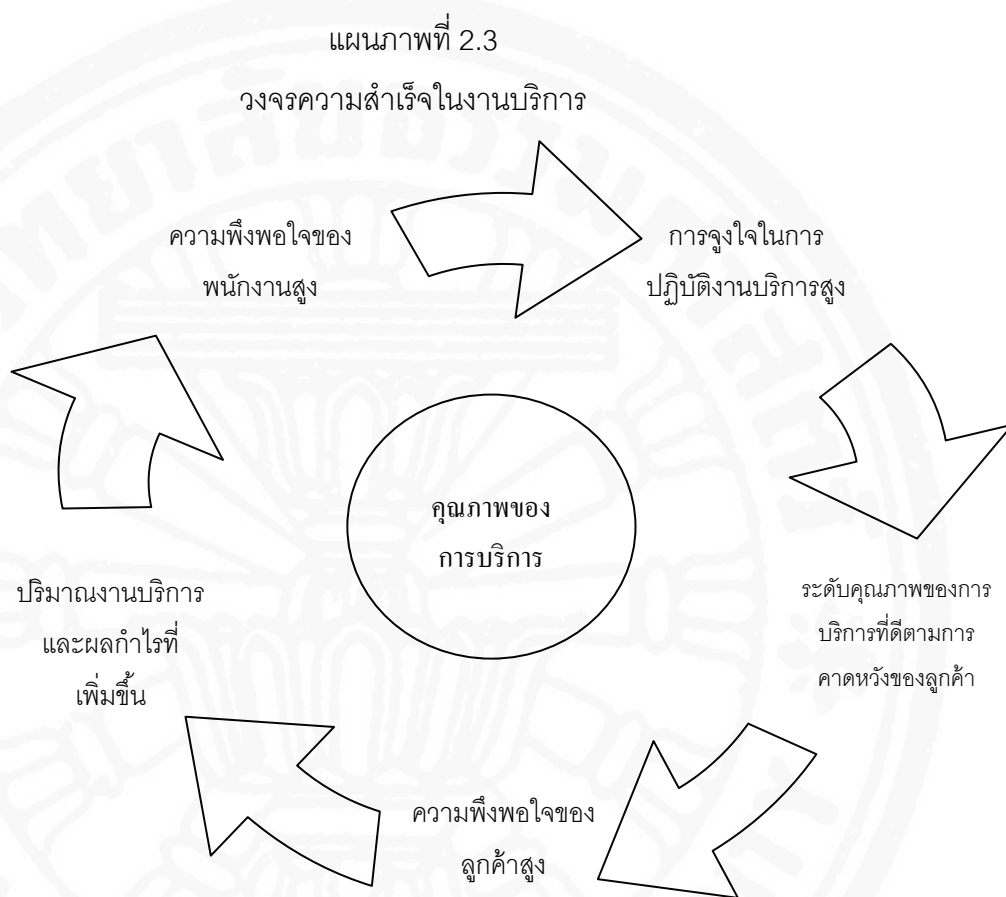 แผนภาพที่ 2.3
วงจรความสำเร็จในงานบริการ
ความพึงพอใจของ
พนักงานสูง
การจูงใจในการ
ปฏิบัติงานบริการสูง
ระดับคุณภาพของการ
บริการที่ดีตามการ
คาดหวังของลูกค้า
ความพึงพอใจของ
ลูกค้าสูง
ปริมาณงานบริการ
และผลกำไรที่
เพิ่มขึ้น
คุณภาพของ
การบริการ